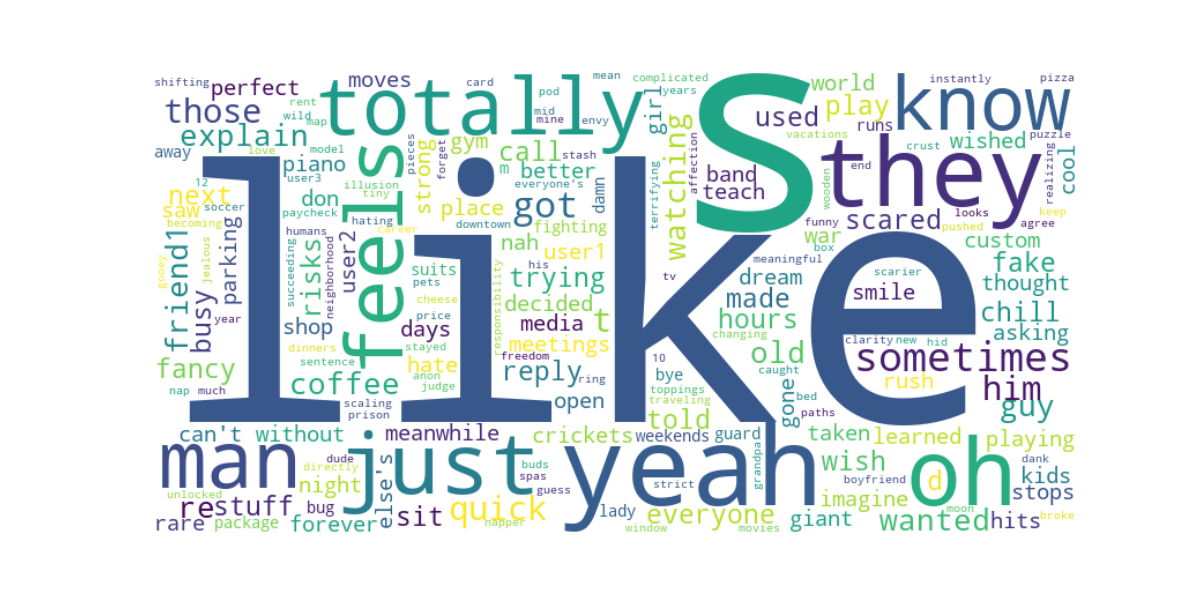 shifting perfect moves card mean complicated world instantly pizza
those rent totally pod years girl used play know
explain wild map mid mine envy vacations runs crust wished puzzle
away love piano model pieces gym call stash damn affection band end they cool
12 user3 illusion strong forget m better everyone's terrifying watching teach wooden funny looks realizing
next soccer don tiny feels place got box scared pushed keep agree
saw becoming paycheck hating career downtown fighting s
friend1 jealous humans user2 nah his user1 war meaningful custom
gooey parking risks succeeding neighborhood suits pets trying tv dream scarier fake
busy like cheese decided made smile thought
year shop price days responsibility media t hours changing clarity new hid chill
dinners stayed meetings freedom old caught sometimes asking
fancy sentence hate reply 10 bye rush
nap much coffee anon judge ring toppings gone bed him
scaling prison open told traveling paths guy
can't without meanwhile crickets weekends guard taken learned playing
man dude just yeah wish oh kids
directly else's buds spas strict grandpa boyfriend d dank
unlocked night guess imagine stops
restuff bug quick lady everyone giant moon
rare package forever sit napper window movies wanted hits broke